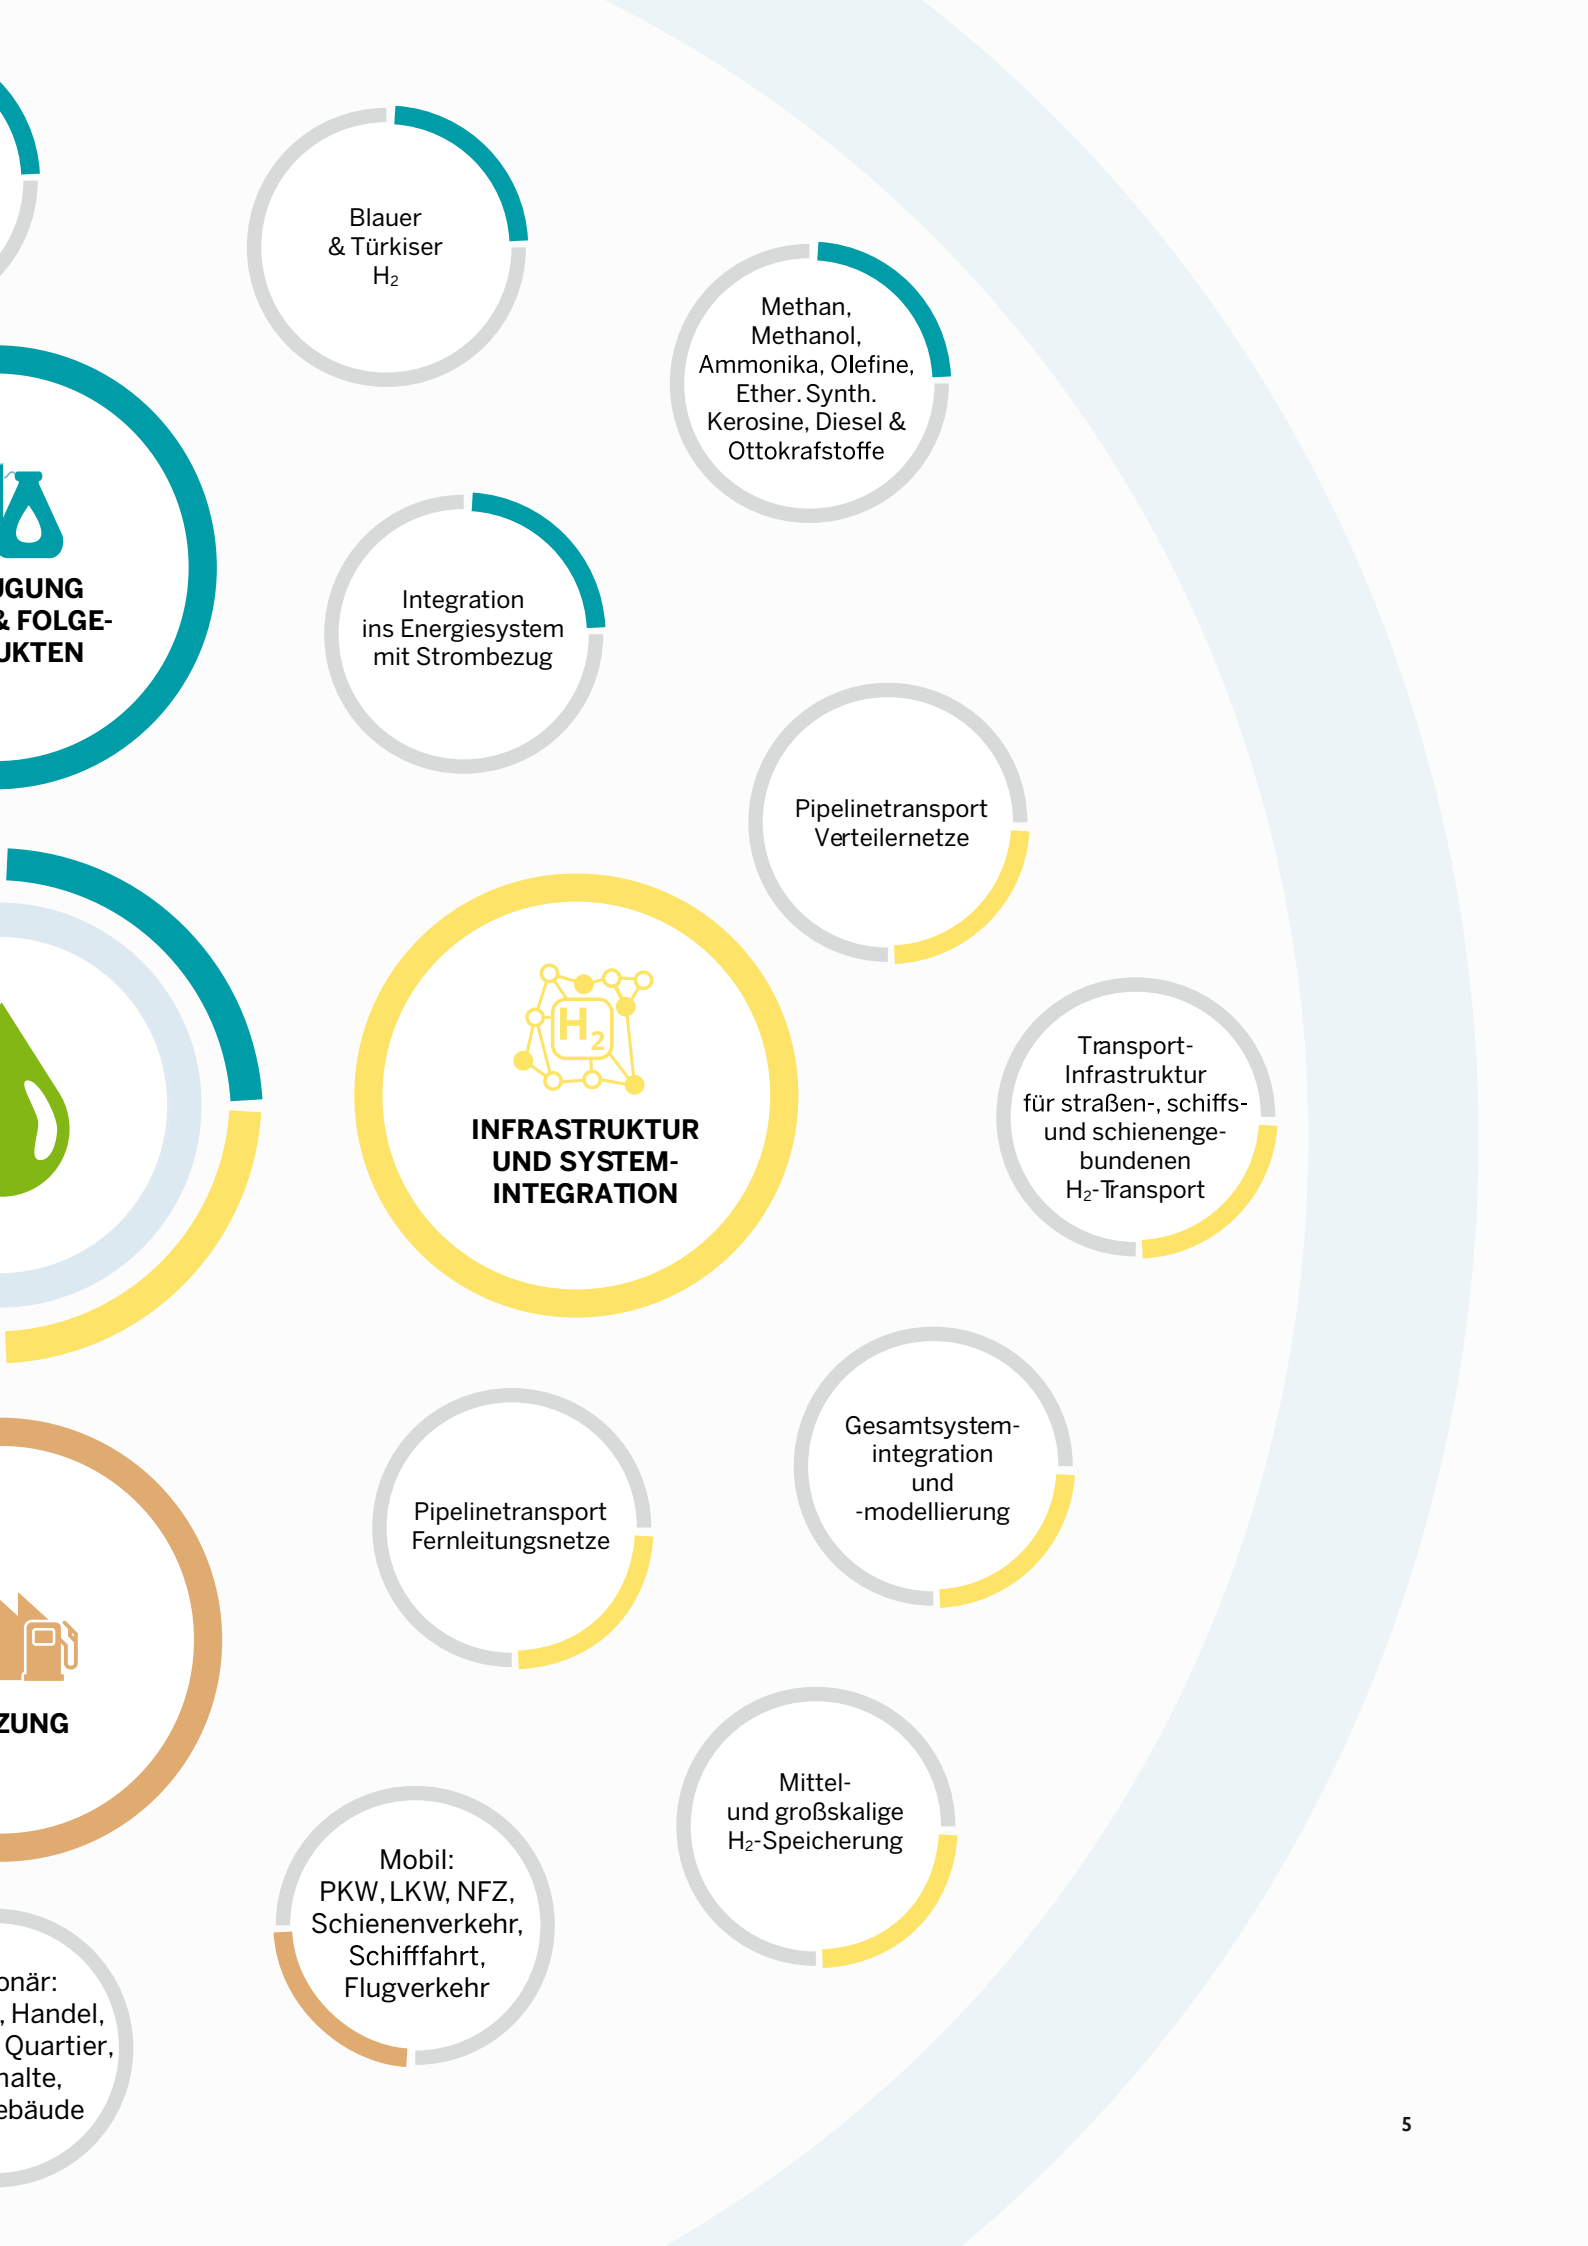 Blauer
& Türkiser
H₂
Methan,
Methanol,
Ammonika, Olefine,
Ether. Synth.
Kerosine, Diesel &
Ottokrafstoffe
UGUNG
& FOLGE-
UKTEN
Integration
ins Energiesystem
mit Strombezug
Pipelinetransport
Verteilernetze
H₂
INFRASTRUKTUR
UND SYSTEM-
INTEGRATION
Transport-
Infrastruktur
für straßen-, schiffs-
und schienenge-
bundenen
H₂-Transport
Gesamtsystem-
integration
und
-modellierung
Pipelinetransport
Fernleitungsnetze
ZUNG
Mittel-
und großskalige
H₂-Speicherung
Mobil:
PKW, LKW, NFZ,
Schienenverkehr,
Schifffahrt,
Flugverkehr
onär:
, Handel,
Quartier,
halte,
ebäude
5